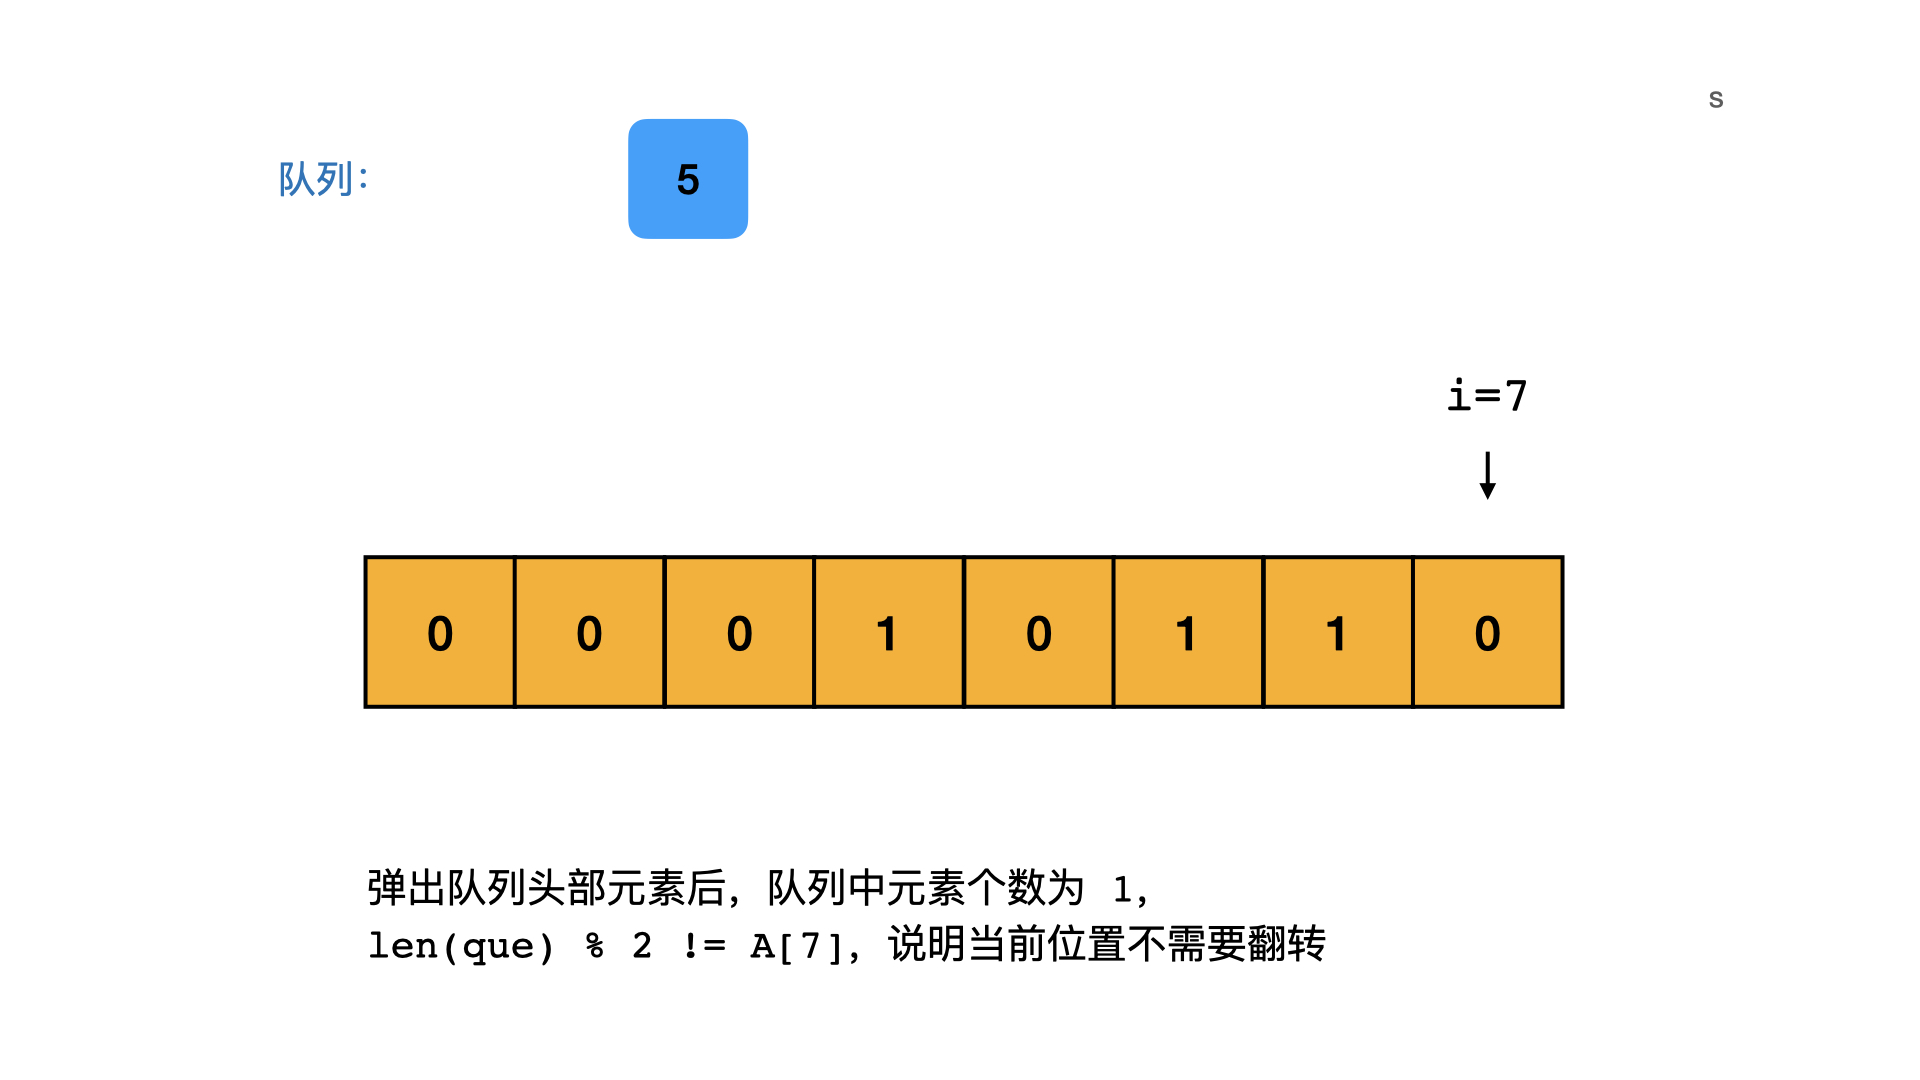 S
队列： 5
i=7
0 0 0 1 0 1 1 0
弹出队列头部元素后，队列中元素个数为 1，
len(que) % 2 != A[7]，说明当前位置不需要翻转